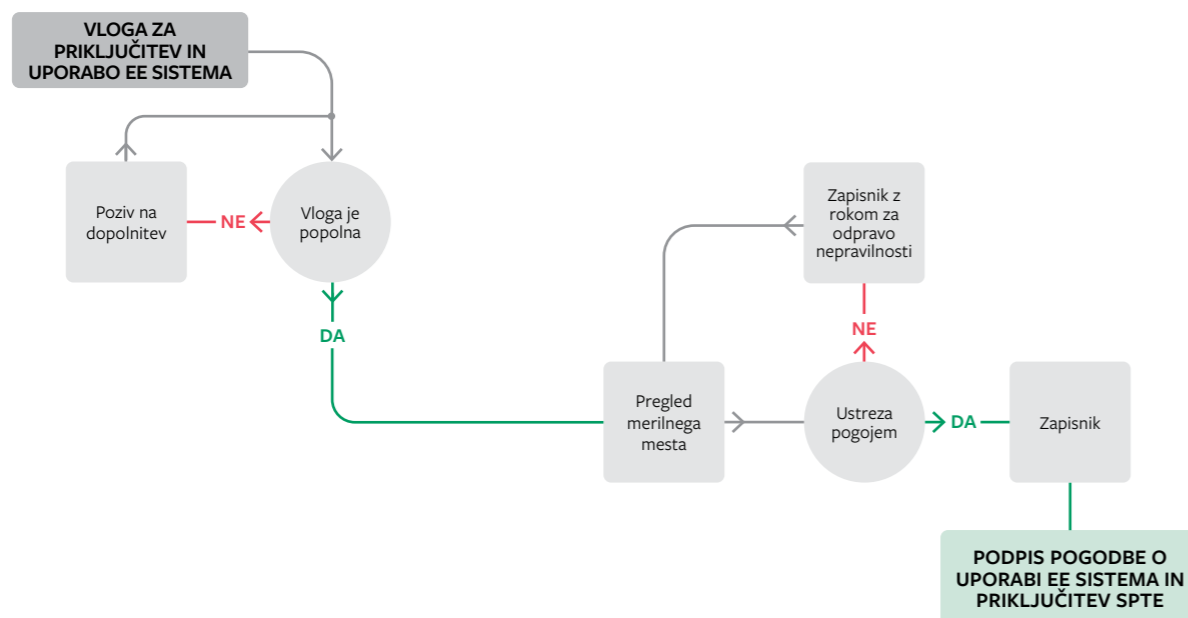 VLOGA ZA
PRIKLJUČITEV IN
UPORABO EE SISTEMA
Poziv na
dopolnitev
NE
Vloga je
popolna
DA
Zapisnik z
rokom za
odpravo
nepravilnosti
NE
Pregled
merilnega
mesta
Ustreza
pogojem
DA
Zapisnik
PODPIS POGODBE O
UPORABI EE SISTEMA IN
PRIKLJUČITEV SPTE